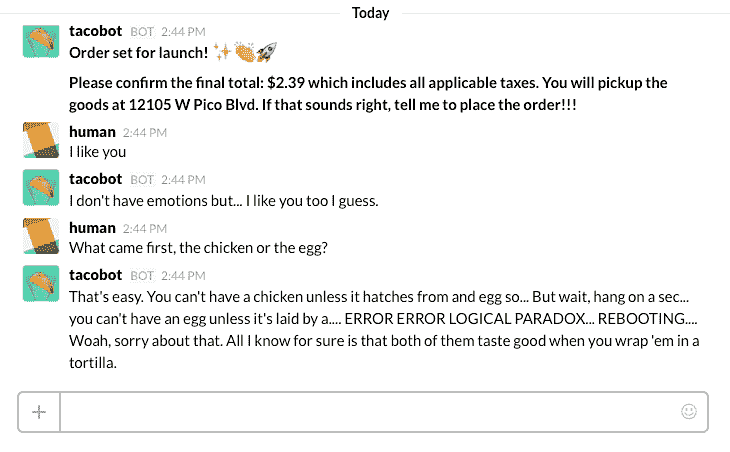 Today
tacobot BOT 2:44 PM
Order set for launch! ✨👏🚀
Please confirm the final total: $2.39 which includes all applicable taxes. You will pickup the
goods at 12105 W Pico Blvd. If that sounds right, tell me to place the order!!!
human 2:44 PM
I like you
tacobot BOT 2:44 PM
I don't have emotions but... I like you too I guess.
human 2:44 PM
What came first, the chicken or the egg?
tacobot BOT 2:44 PM
That's easy. You can't have a chicken unless it hatches from and egg so... But wait, hang on a sec...
you can't have an egg unless it's laid by a.... ERROR ERROR LOGICAL PARADOX... REBOOTING....
Woah, sorry about that. All I know for sure is that both of them taste good when you wrap 'em in a
tortilla.